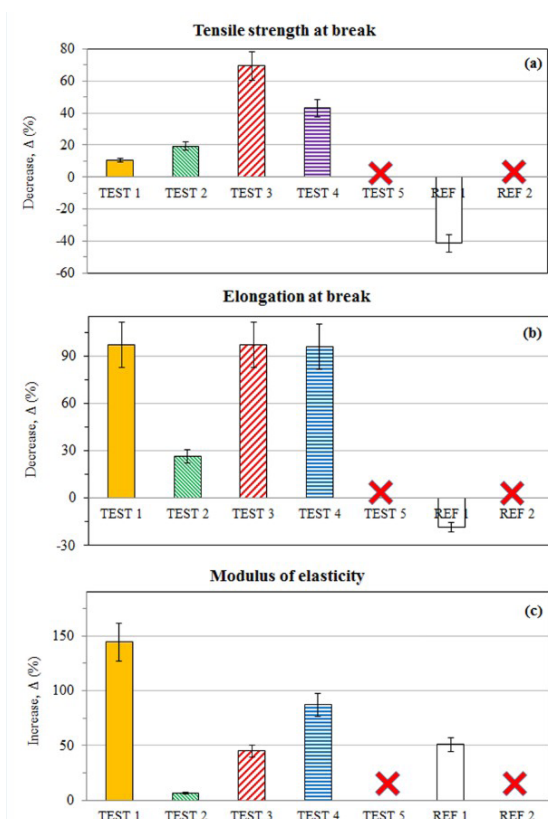 Tensile strength at break
(a)
80
60
40
20
0
-20
-40
-60
Decrease, Δ (%)
TEST 1 TEST 2 TEST 3 TEST 4 TEST 5 REF 1 REF 2
Elongation at break
(b)
90
60
30
0
-30
Decrease, Δ (%)
TEST 1 TEST 2 TEST 3 TEST 4 TEST 5 REF 1 REF 2
Modulus of elasticity
(c)
150
100
50
0
Increase, Δ (%)
TEST 1 TEST 2 TEST 3 TEST 4 TEST 5 REF 1 REF 2